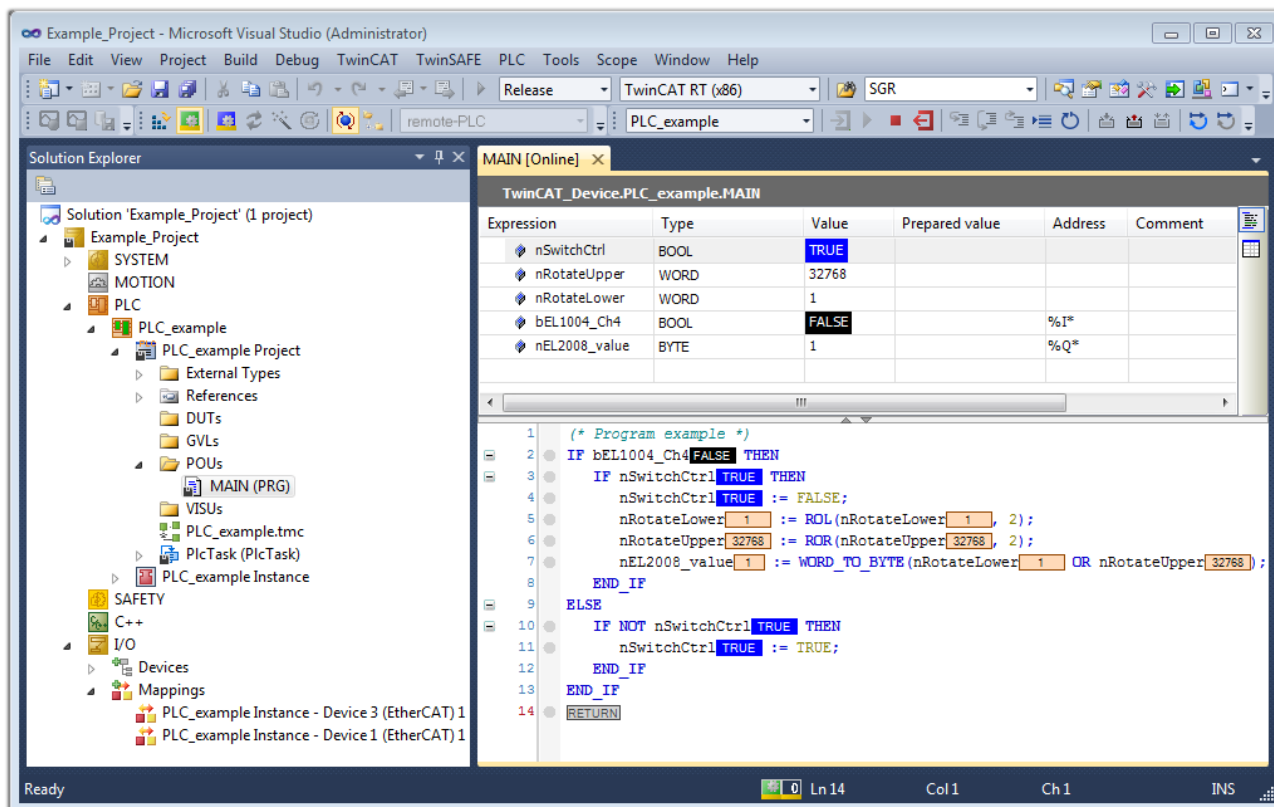 Example_Project - Microsoft Visual Studio (Administrator)
File Edit View Project Build Debug TwinCAT TwinSAFE PLC Tools Scope Window Help
Release TwinCAT RT (x86) SGR
remote-PLC PLC_example
Solution Explorer
Solution 'Example_Project' (1 project)
Example_Project
SYSTEM
MOTION
PLC
PLC_example
PLC_example Project
External Types
References
DUTs
GVLs
POUs
MAIN (PRG)
VISUs
PLC_example.tmc
PlcTask (PlcTask)
PLC_example Instance
SAFETY
C++
I/O
Devices
Mappings
PLC_example Instance - Device 3 (EtherCAT) 1
PLC_example Instance - Device 1 (EtherCAT) 1
MAIN [Online]
TwinCAT_Device.PLC_example.MAIN
Expression Type Value Prepared value Address Comment
nSwitchCtrl BOOL TRUE
nRotateUpper WORD 32768
nRotateLower WORD 1
bEL1004_Ch4 BOOL FALSE %I*
nEL2008_value BYTE 1 %Q*
1 (* Program example *)
2 IF bEL1004_Ch4 FALSE THEN
3 IF nSwitchCtrl TRUE THEN
4 nSwitchCtrl TRUE := FALSE;
5 nRotateLower 1 := ROL(nRotateLower 1 , 2);
6 nRotateUpper 32768 := ROR(nRotateUpper 32768 , 2);
7 nEL2008_value 1 := WORD_TO_BYTE(nRotateLower 1 OR nRotateUpper 32768 );
8 END_IF
9 ELSE
10 IF NOT nSwitchCtrl TRUE THEN
11 nSwitchCtrl TRUE := TRUE;
12 END_IF
13 END_IF
14 RETURN
Ready 0 Ln 14 Col 1 Ch 1 INS